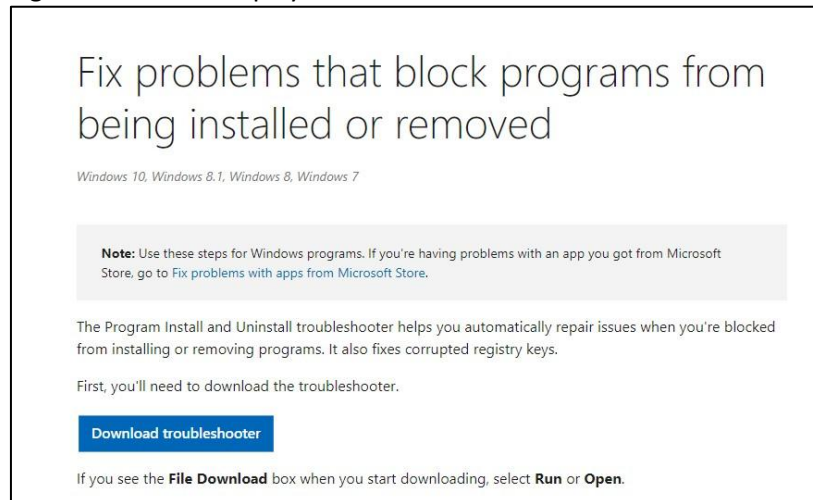 Fix problems that block programs from
being installed or removed
Windows 10, Windows 8.1, Windows 8, Windows 7
Note: Use these steps for Windows programs. If you're having problems with an app you got from Microsoft
Store, go to Fix problems with apps from Microsoft Store.
The Program Install and Uninstall troubleshooter helps you automatically repair issues when you're blocked
from installing or removing programs. It also fixes corrupted registry keys.
First, you'll need to download the troubleshooter.
Download troubleshooter
If you see the File Download box when you start downloading, select Run or Open.